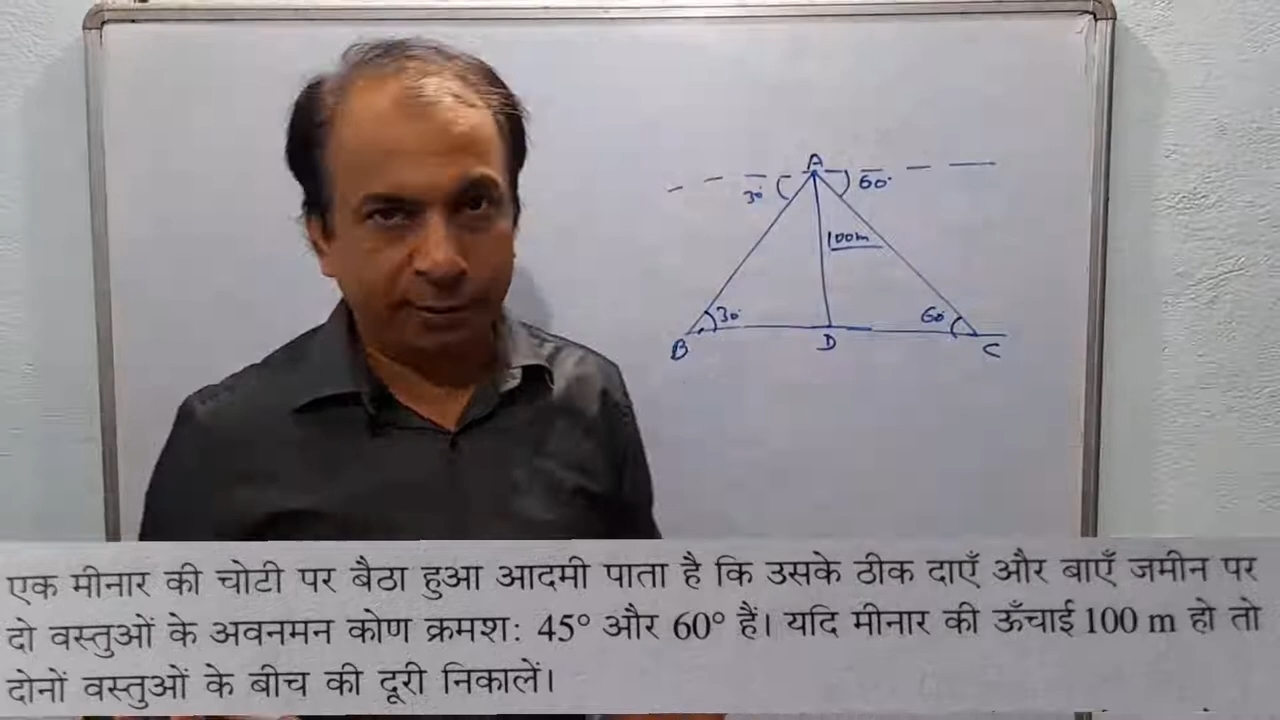 A
30° 60°
100m
30° 60°
B D C
एक मीनार की चोटी पर बैठा हुआ आदमी पाता है कि उसके ठीक दाएँ और बाएँ जमीन पर
दो वस्तुओं के अवनमन कोण क्रमश: 45° और 60° हैं। यदि मीनार की ऊँचाई 100 m हो तो
दोनों वस्तुओं के बीच की दूरी निकालें।